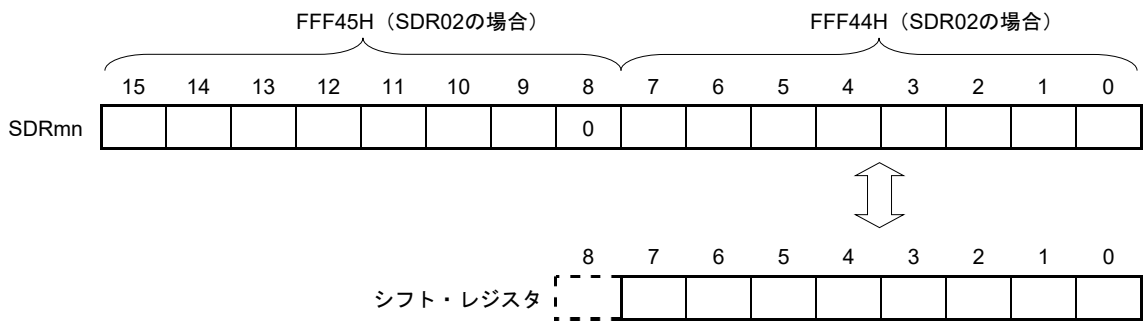 FFF45H（SDR02の場合） FFF44H（SDR02の場合）
15 14 13 12 11 10 9 8 7 6 5 4 3 2 1 0
SDRmn 0
8 7 6 5 4 3 2 1 0
シフト・レジスタ